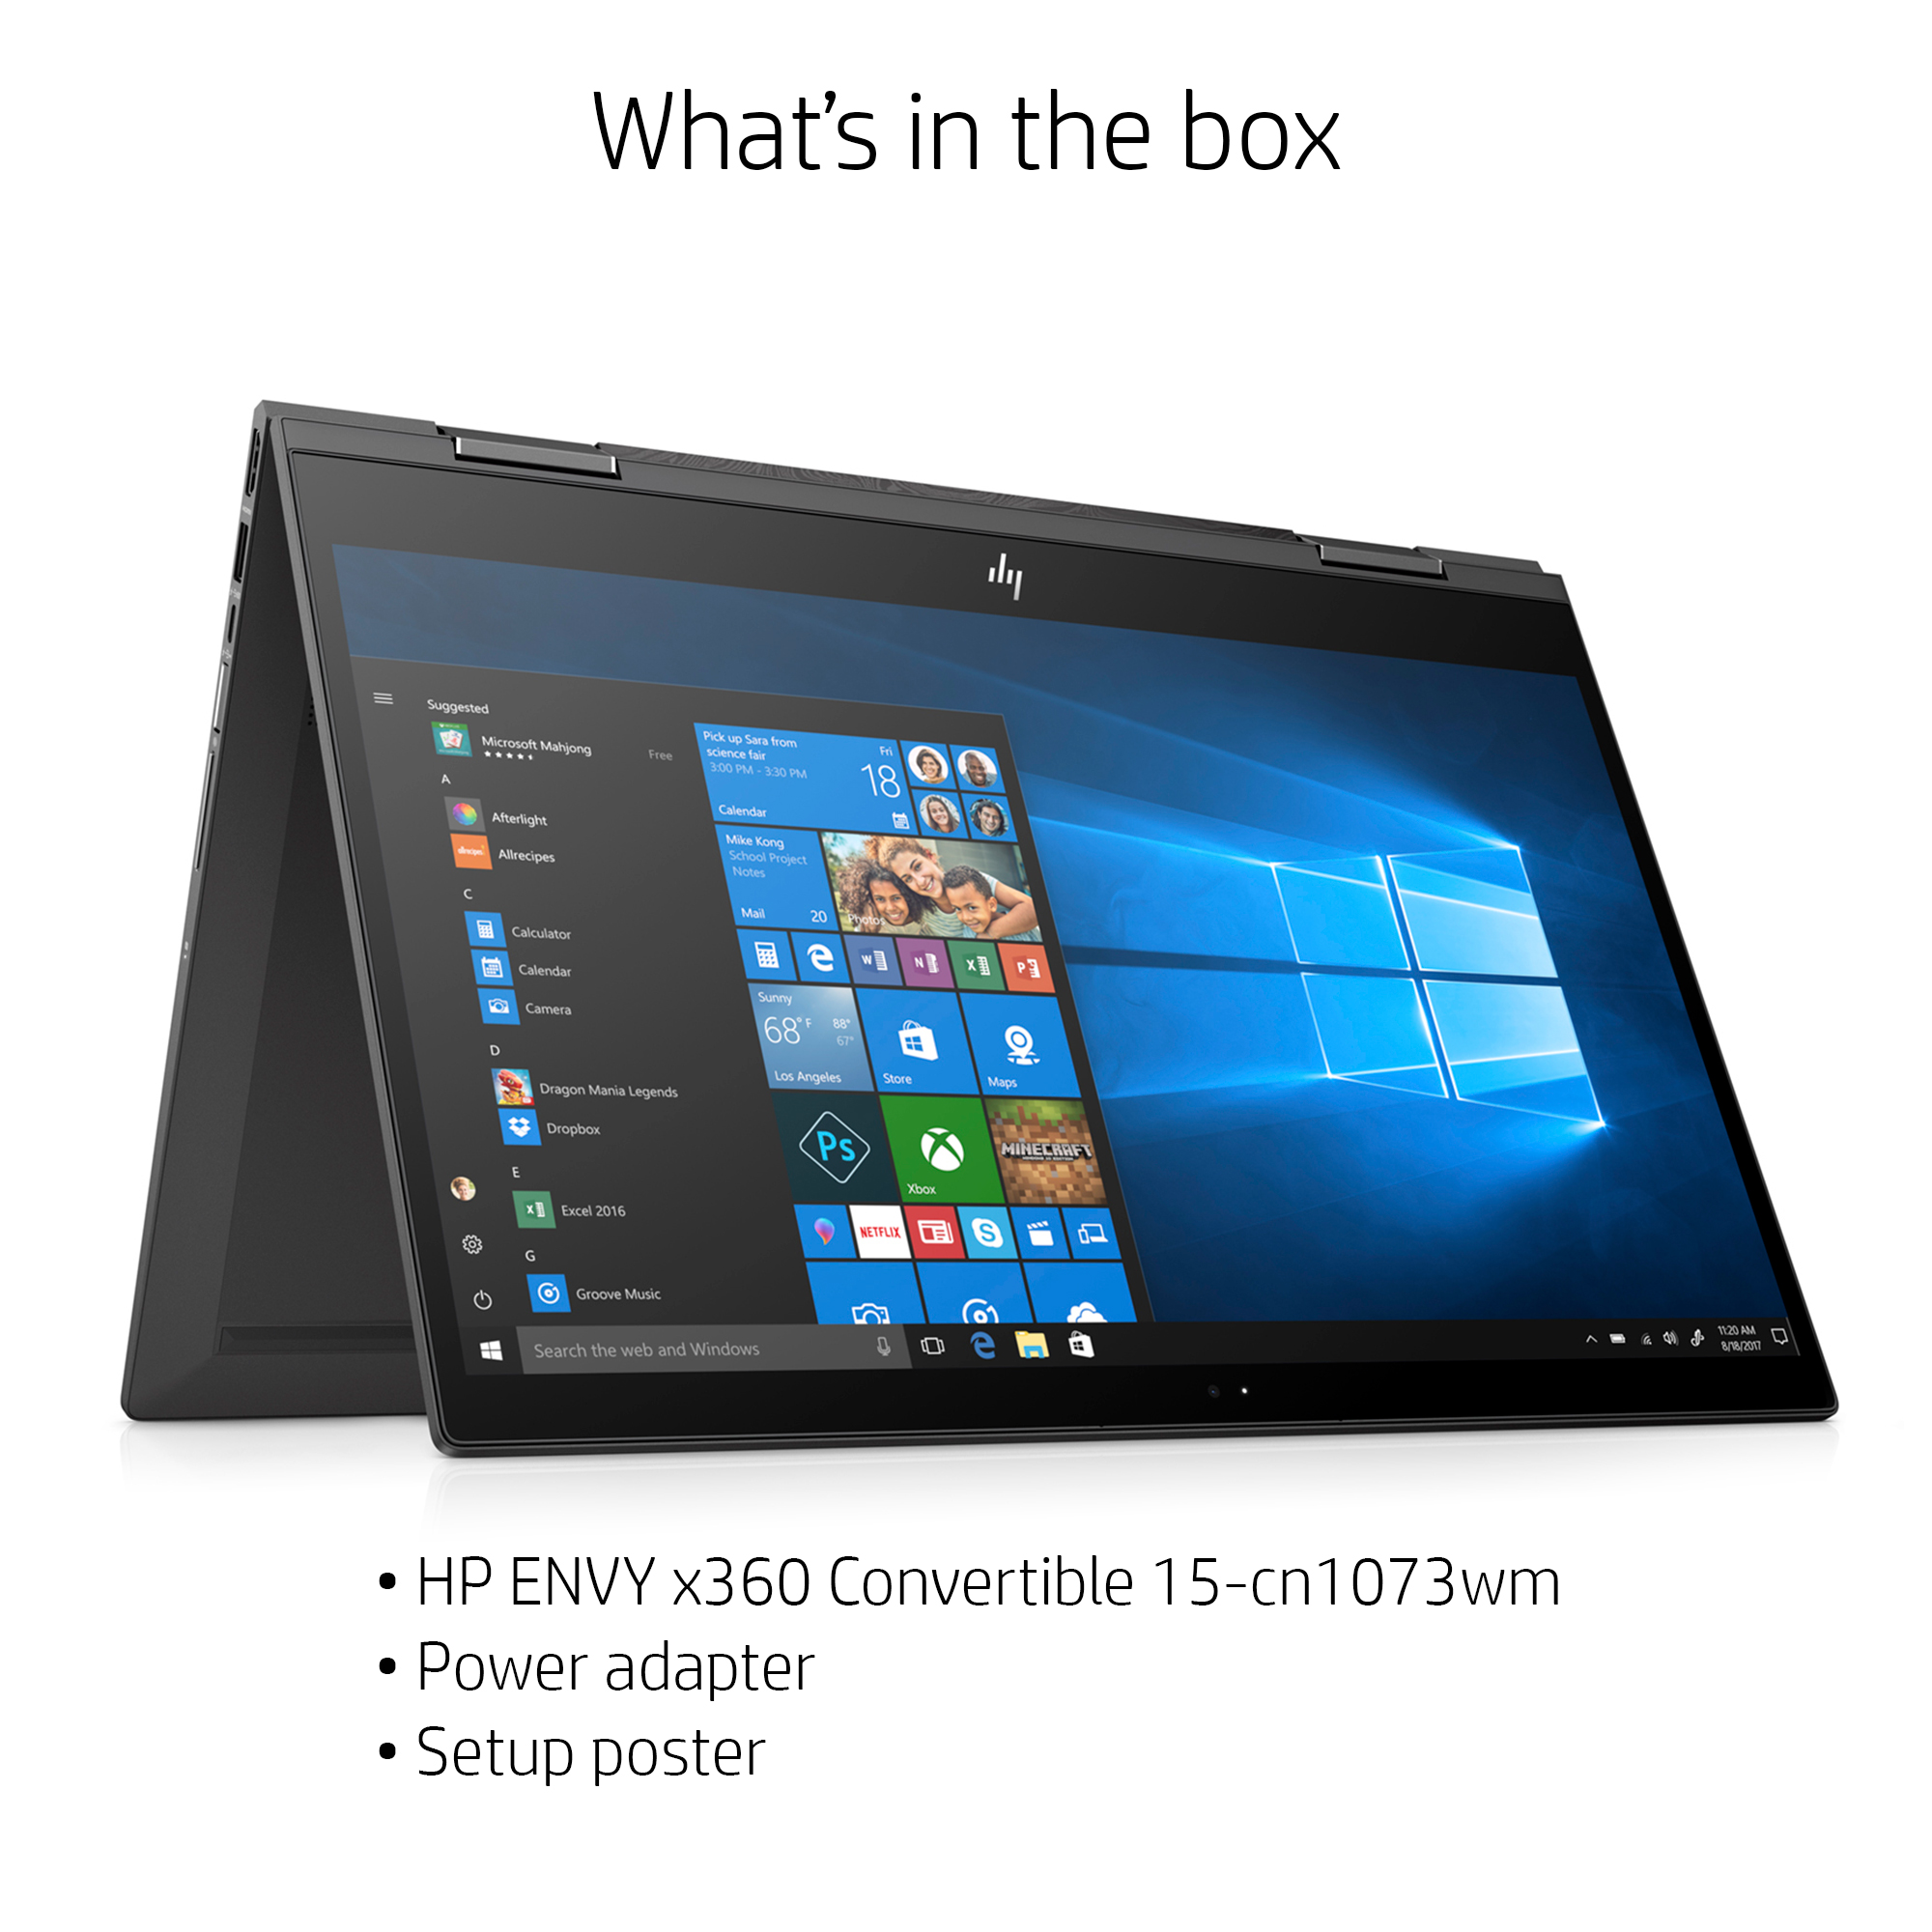 What's in the box
hp
Suggested
Microsoft Mahjong
Free
A
Afterlight
Allrecipes
C
Calculator
Calendar
Camera
D
Dragon Mania Legends
Dropbox
E
Excel 2016
G
Groove Music
Pick up Sara from
science fair
3:00 PM - 3:30 PM
Fri
18
Calendar
Mike Kong
School Project
Notes
Mail 20
Photos
W N X P
Sunny
68°F 88°
67°
Los Angeles
Store
Maps
Ps
Xbox
MINECRAFT
NETFLIX
S
Search the web and Windows
11:20 AM
8/18/2017
• HP ENVY x360 Convertible 15-cn1073wm
• Power adapter
• Setup poster